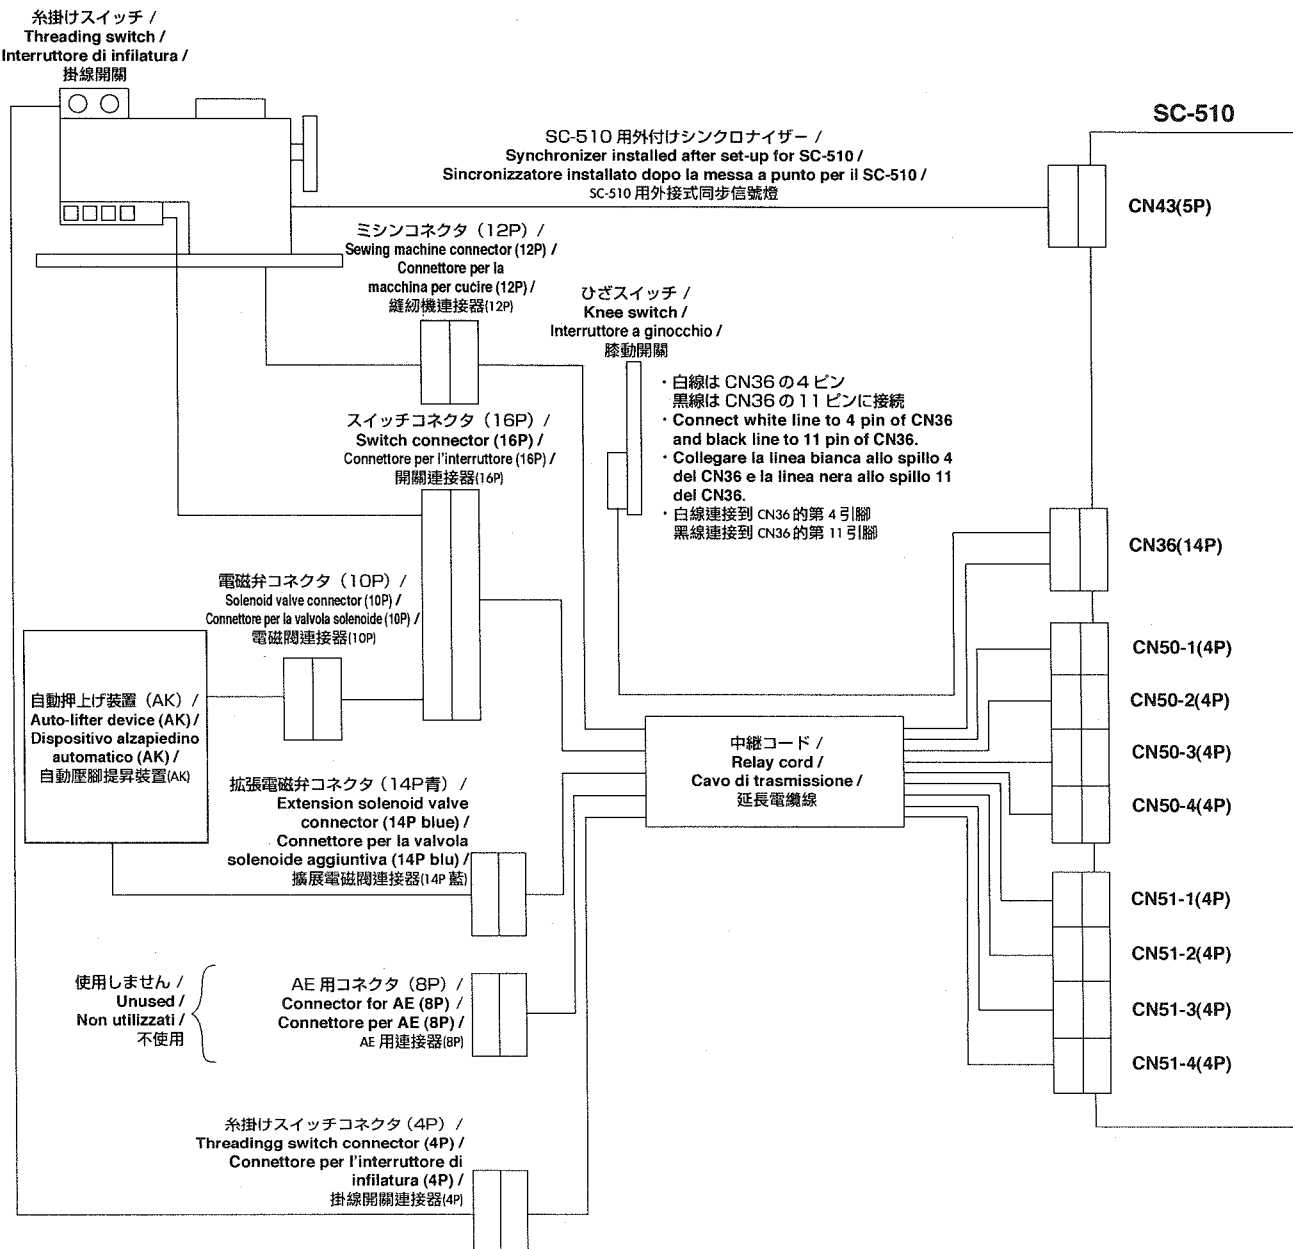 糸掛けスイッチ /
Threading switch /
Interruttore di infilatura /
掛線開關
SC-510
SC-510 用外付けシンクロナイザー /
Synchronizer installed after set-up for SC-510 /
Sincronizzatore installato dopo la messa a punto per il SC-510 /
SC-510 用外接式同步信號燈
CN43(5P)
ミシンコネクタ（12P）/
Sewing machine connector (12P) /
Connettore per la
macchina per cucire (12P) /
縫紉機連接器(12P)
ひざスイッチ /
Knee switch /
Interruttore a ginocchio /
膝動開關
・白線は CN36 の 4 ピン
黒線は CN36 の 11 ピンに接続
・Connect white line to 4 pin of CN36
and black line to 11 pin of CN36.
・Collegare la linea bianca allo spillo 4
del CN36 e la linea nera allo spillo 11
del CN36.
・白線連接到 CN36 的第 4 引腳
黑線連接到 CN36 的第 11 引腳
スイッチコネクタ（16P）/
Switch connector (16P) /
Connettore per l'interruttore (16P) /
開關連接器(16P)
CN36(14P)
電磁弁コネクタ（10P）/
Solenoid valve connector (10P) /
Connettore per la valvola solenoide (10P) /
電磁閥連接器(10P)
CN50-1(4P)
CN50-2(4P)
CN50-3(4P)
CN50-4(4P)
自動押上げ装置（AK）/
Auto-lifter device (AK) /
Dispositivo alzapiedino
automatico (AK) /
自動壓腳提昇裝置(AK)
中継コード /
Relay cord /
Cavo di trasmissione /
延長電纜線
拡張電磁弁コネクタ（14P青）/
Extension solenoid valve
connector (14P blue) /
Connettore per la valvola
solenoide aggiuntiva (14P blu) /
擴展電磁閥連接器(14P 藍)
CN51-1(4P)
CN51-2(4P)
CN51-3(4P)
CN51-4(4P)
使用しません /
Unused /
Non utilizzati /
不使用
AE 用コネクタ（8P）/
Connector for AE (8P) /
Connettore per AE (8P) /
AE 用連接器(8P)
糸掛けスイッチコネクタ（4P）/
Threadingg switch connector (4P) /
Connettore per l'interruttore di
infilatura (4P) /
掛線開關連接器(4P)